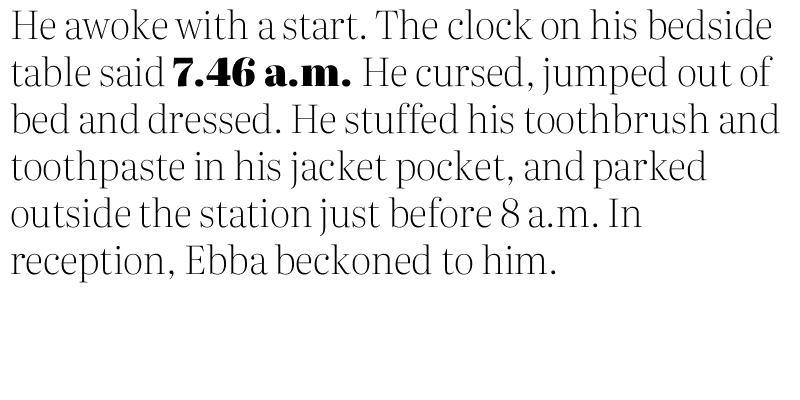 He awoke with a start. The clock on his bedside
table said 7.46 a.m. He cursed, jumped out of
bed and dressed. He stuffed his toothbrush and
toothpaste in his jacket pocket, and parked
outside the station just before 8 a.m. In
reception, Ebba beckoned to him.